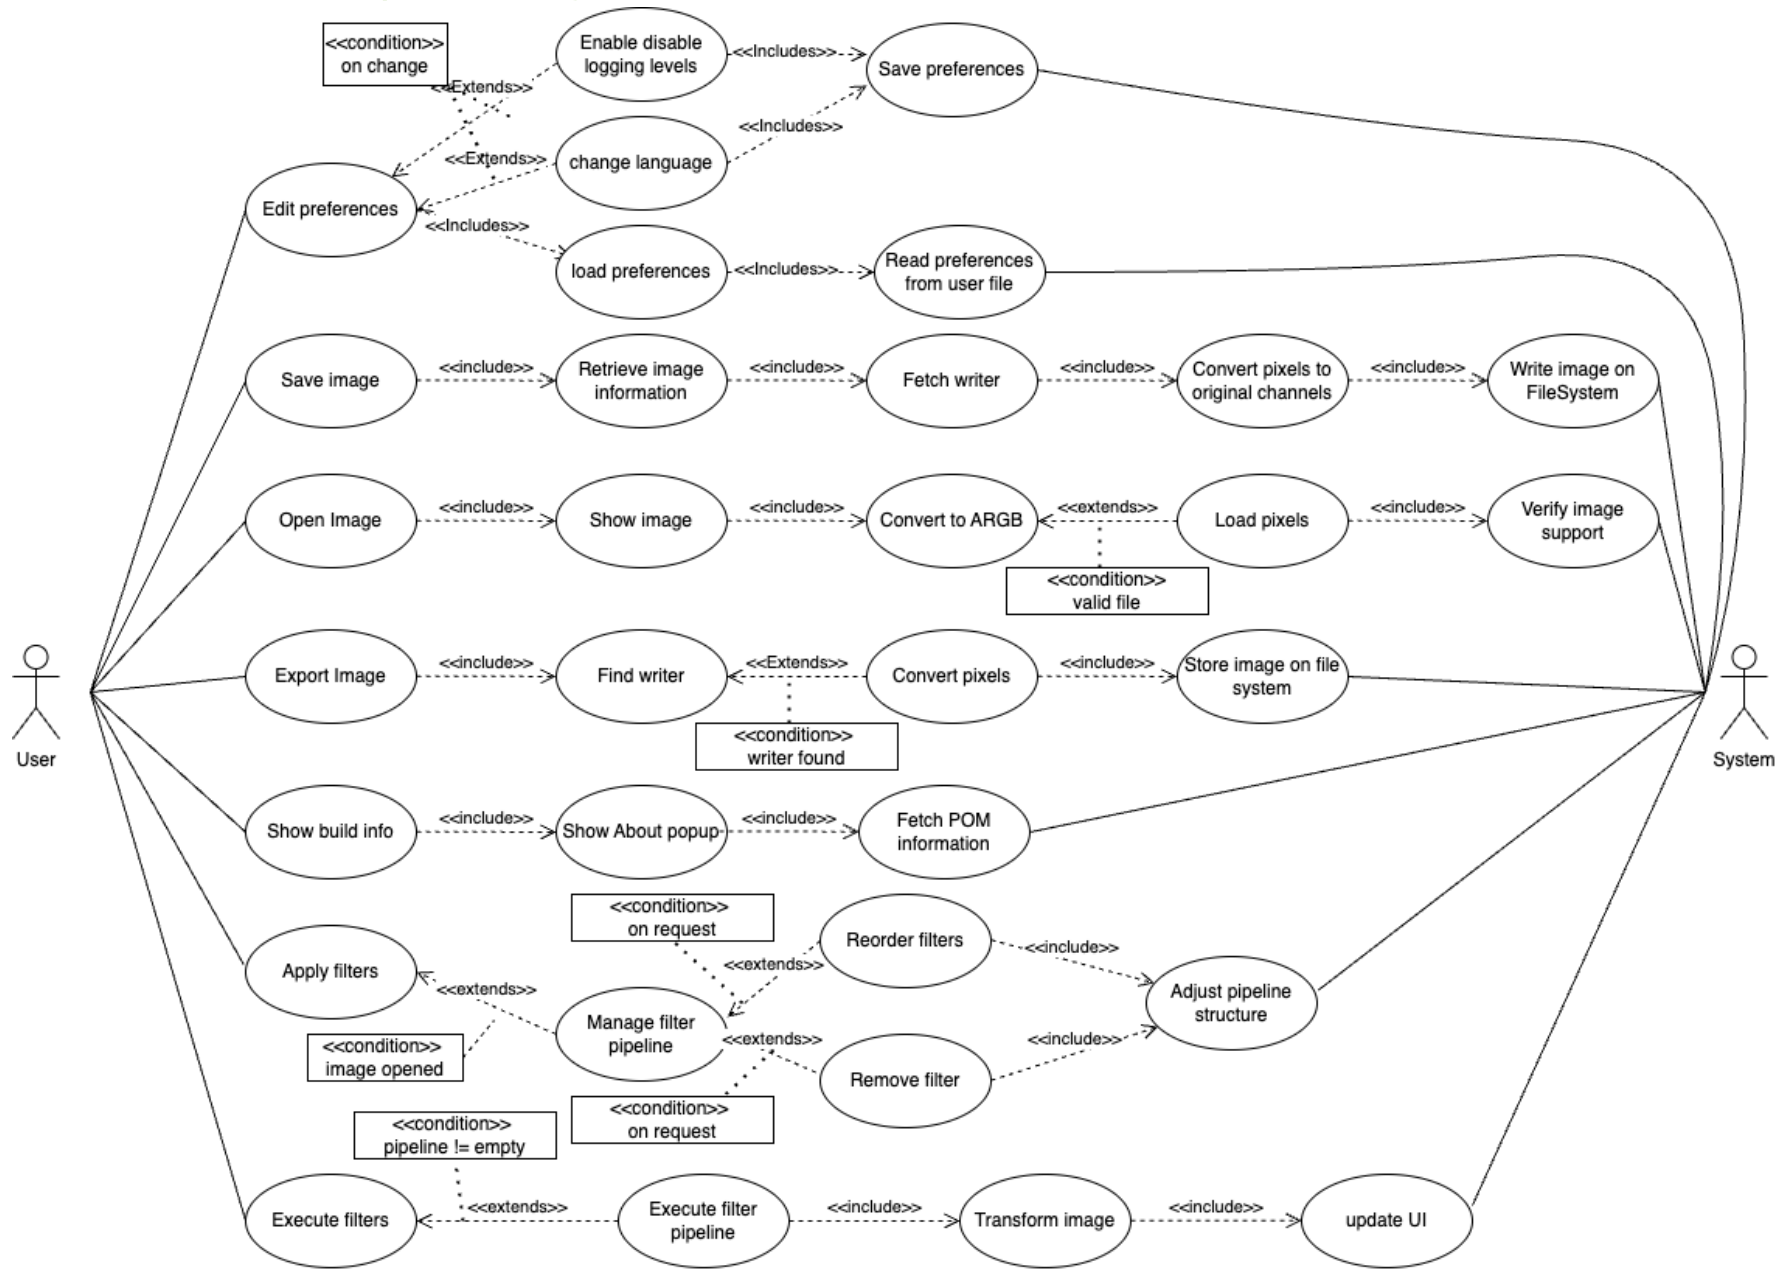 <<condition>>
on change
Enable disable
logging levels
<<Includes>>
Save preferences
<<Extends>>
<<Includes>>
<<Extends>>
change language
Edit preferences
<<Includes>>
load preferences
<<Includes>>
Read preferences
from user file
Save image
<<include>>
Retrieve image
information
<<include>>
Fetch writer
<<include>>
Convert pixels to
original channels
<<include>>
Write image on
FileSystem
Open Image
<<include>>
Show image
<<include>>
Convert to ARGB
<<extends>>
Load pixels
<<include>>
Verify image
support
<<condition>>
valid file
Export Image
<<include>>
Find writer
<<Extends>>
Convert pixels
<<include>>
Store image on file
system
<<condition>>
writer found
User
System
Show build info
<<include>>
Show About popup
<<include>>
Fetch POM
information
<<condition>>
on request
Reorder filters
<<include>>
<<extends>>
Apply filters
<<extends>>
Manage filter
pipeline
Adjust pipeline
structure
<<condition>>
image opened
<<extends>>
<<include>>
Remove filter
<<condition>>
on request
<<condition>>
pipeline != empty
Execute filters
<<extends>>
Execute filter
pipeline
<<include>>
Transform image
<<include>>
update UI